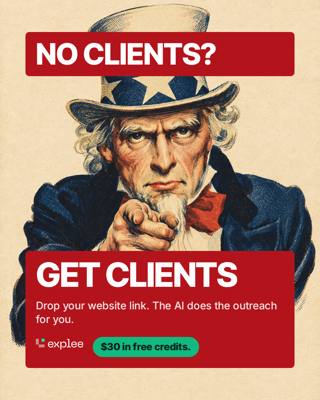 NO CLIENTS?
GET CLIENTS
Drop your website link. The AI does the outreach
for you.
explee
$30 in free credits.